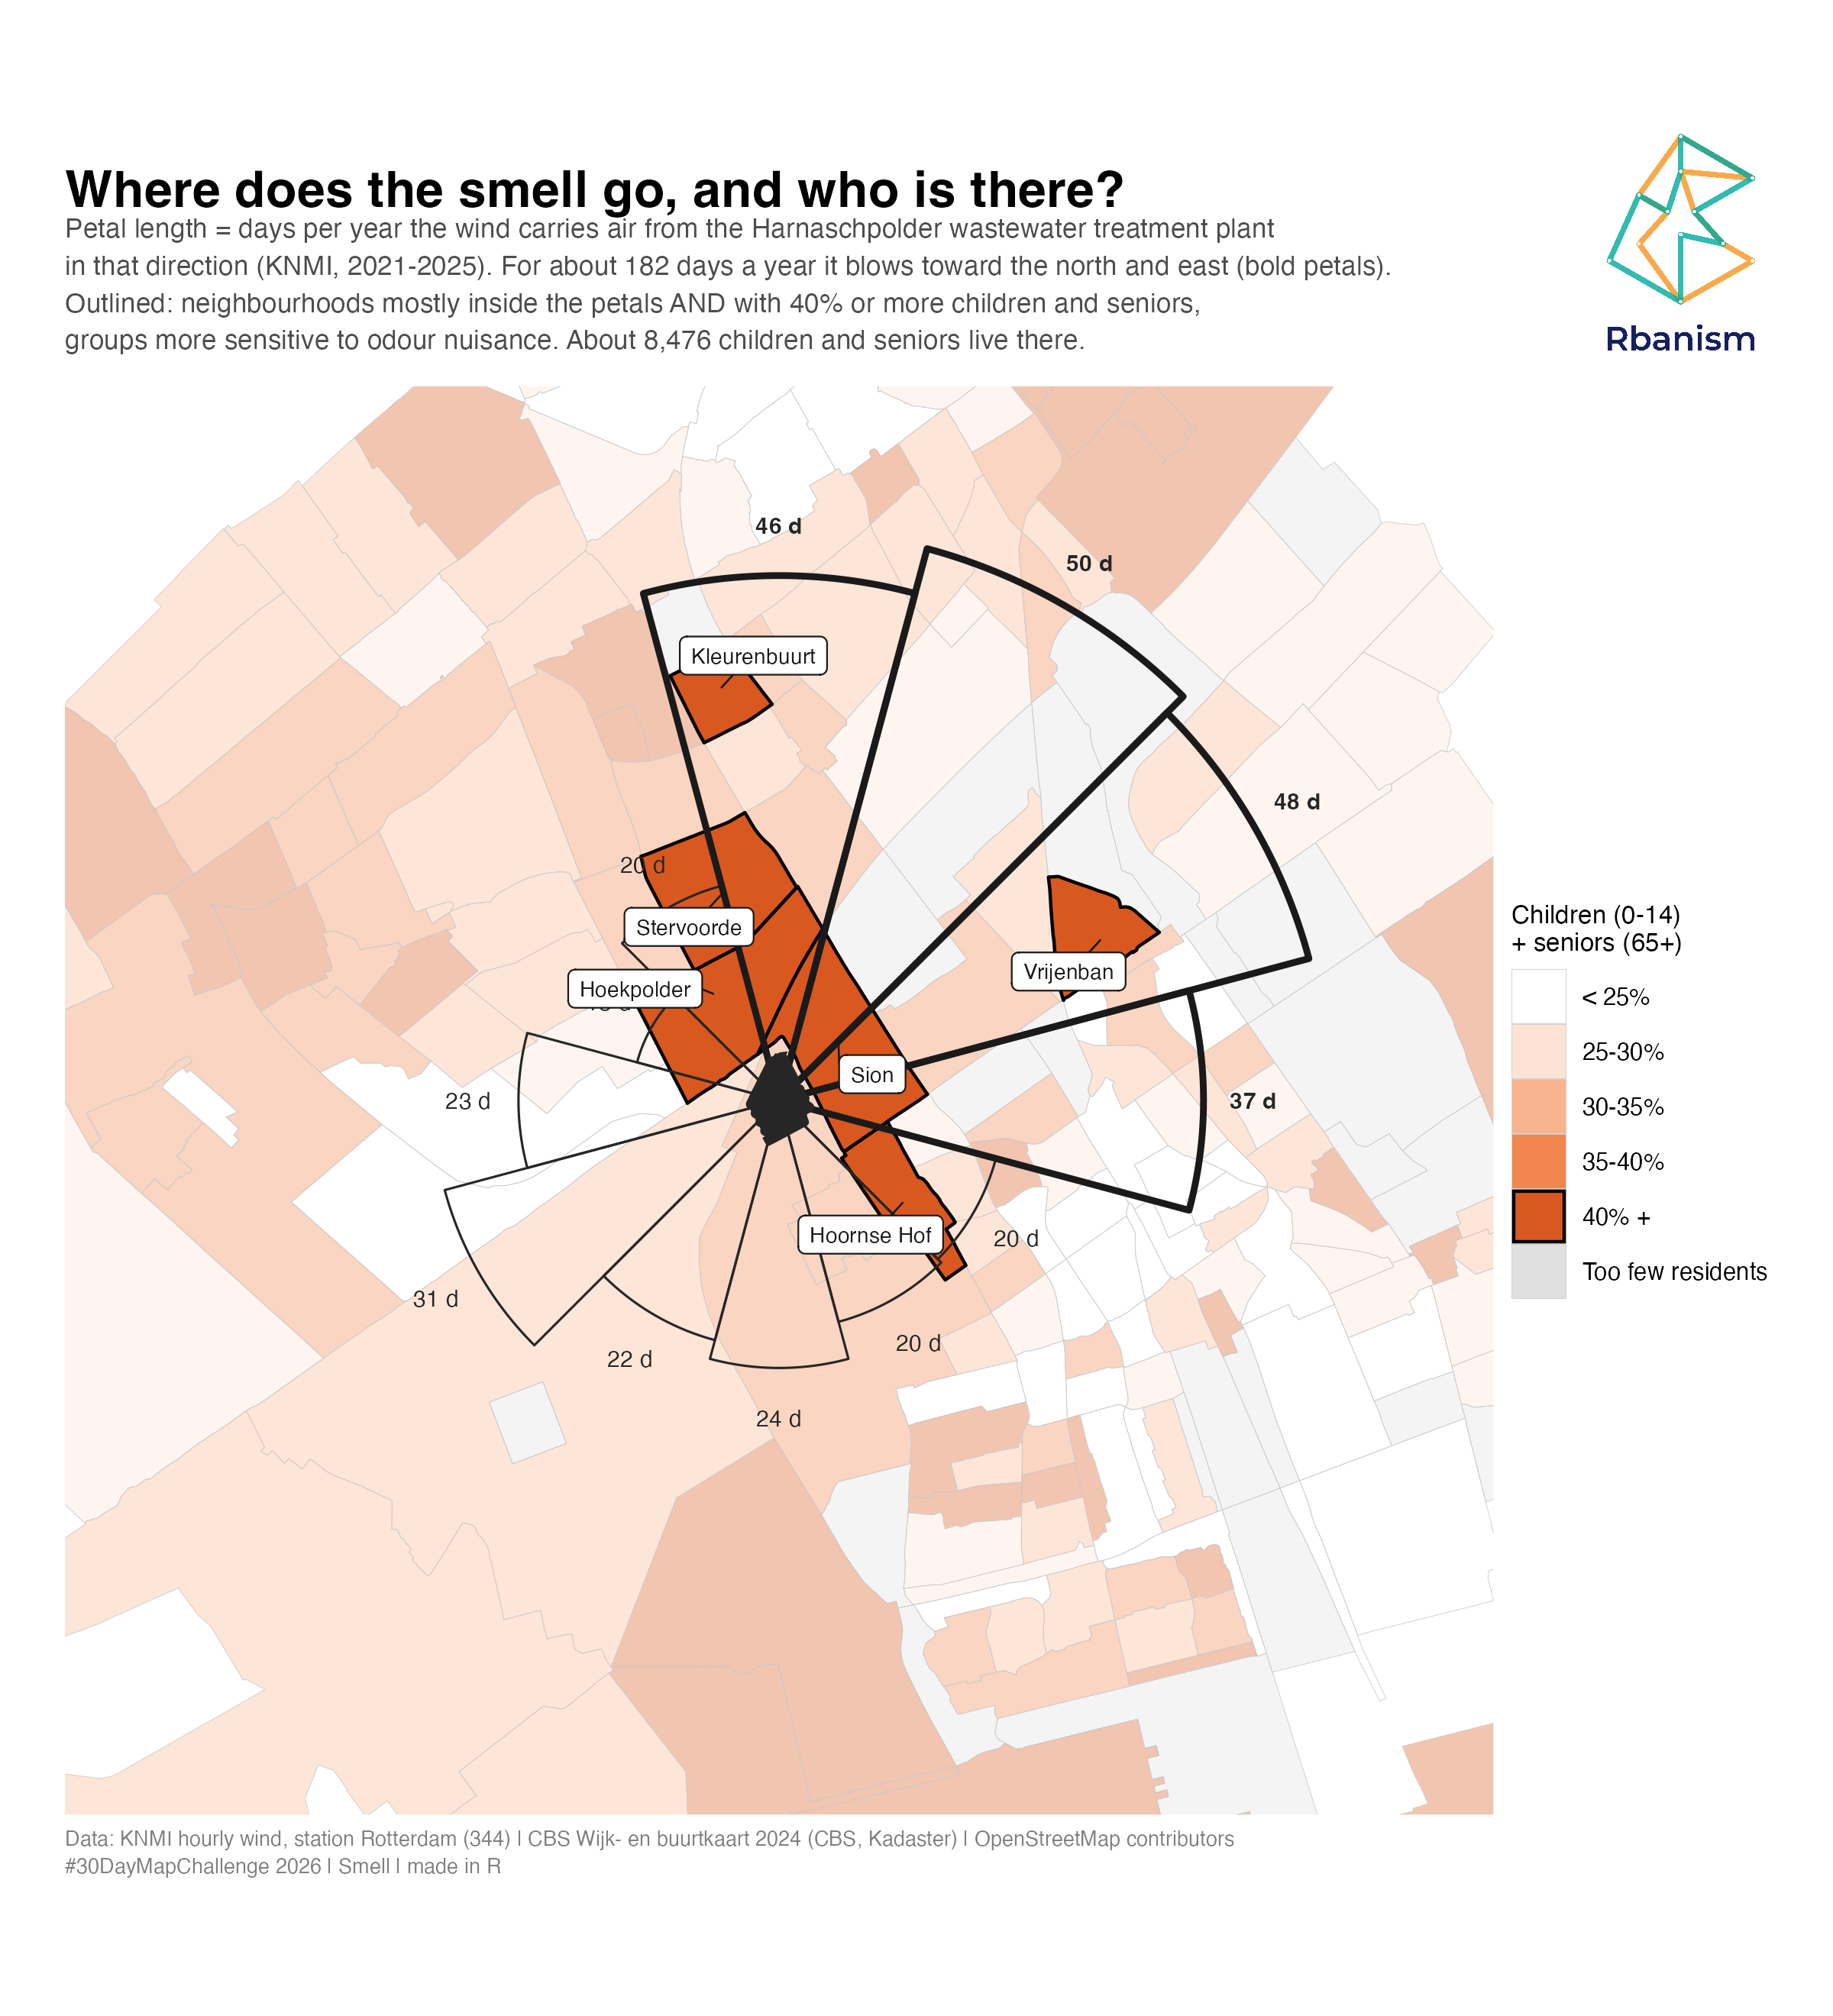 Where does the smell go, and who is there?
Petal length = days per year the wind carries air from the Harnaschpolder wastewater treatment plant
in that direction (KNMI, 2021-2025). For about 182 days a year it blows toward the north and east (bold petals).
Outlined: neighbourhoods mostly inside the petals AND with 40% or more children and seniors,
groups more sensitive to odour nuisance. About 8,476 children and seniors live there.
Rbanism
46 d
50 d
Kleurenbuurt
48 d
20 d
Stervoorde
Vrijenban
Hoekpolder
Sion
23 d
37 d
Hoornse Hof
20 d
31 d
20 d
22 d
24 d
Children (0-14)
+ seniors (65+)
< 25%
25-30%
30-35%
35-40%
40% +
Too few residents
Data: KNMI hourly wind, station Rotterdam (344) | CBS Wijk- en buurtkaart 2024 (CBS, Kadaster) | OpenStreetMap contributors
#30DayMapChallenge 2026 | Smell | made in R